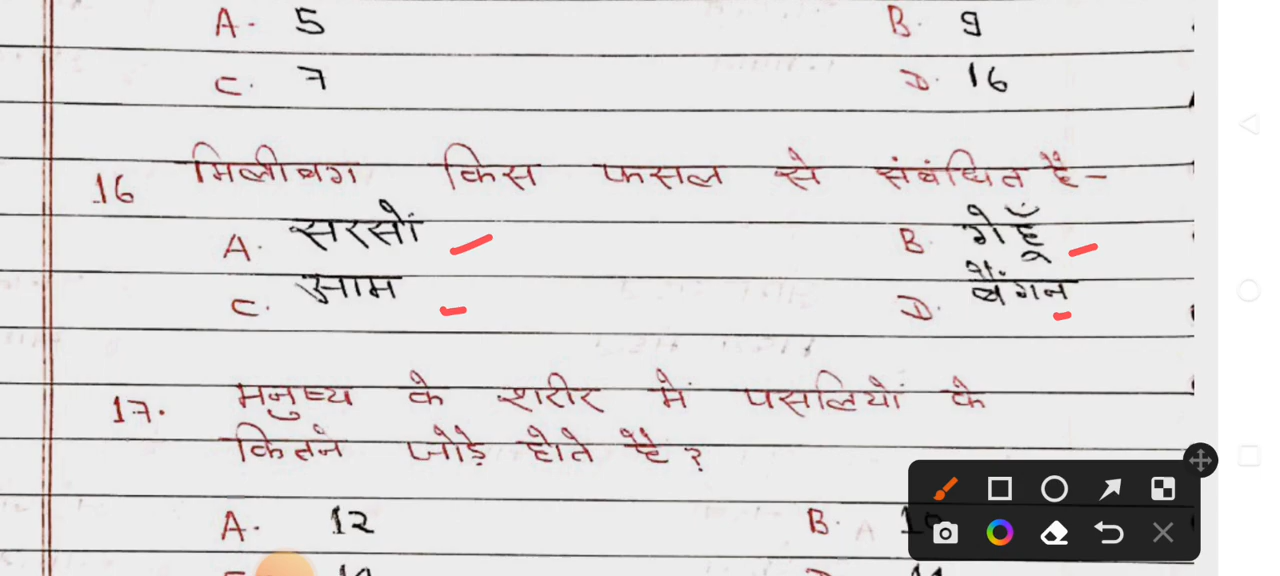 A. 5 B. 9
C. 7 D. 16
16 मिलीबग किस फसल से संबंधित है-
A. सरसों B. गेहूँ
C. आम D. बैंगन
17. मनुष्य के शरीर में पसलियों के
कितने जोड़े होते है?
A. 12 B.